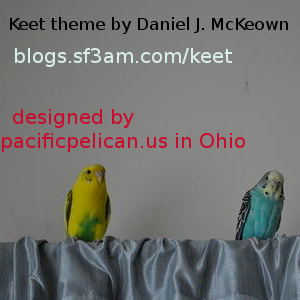 Keet theme by Daniel J. McKeown
blogs.sf3am.com/keet
designed by
pacificpelican.us in Ohio